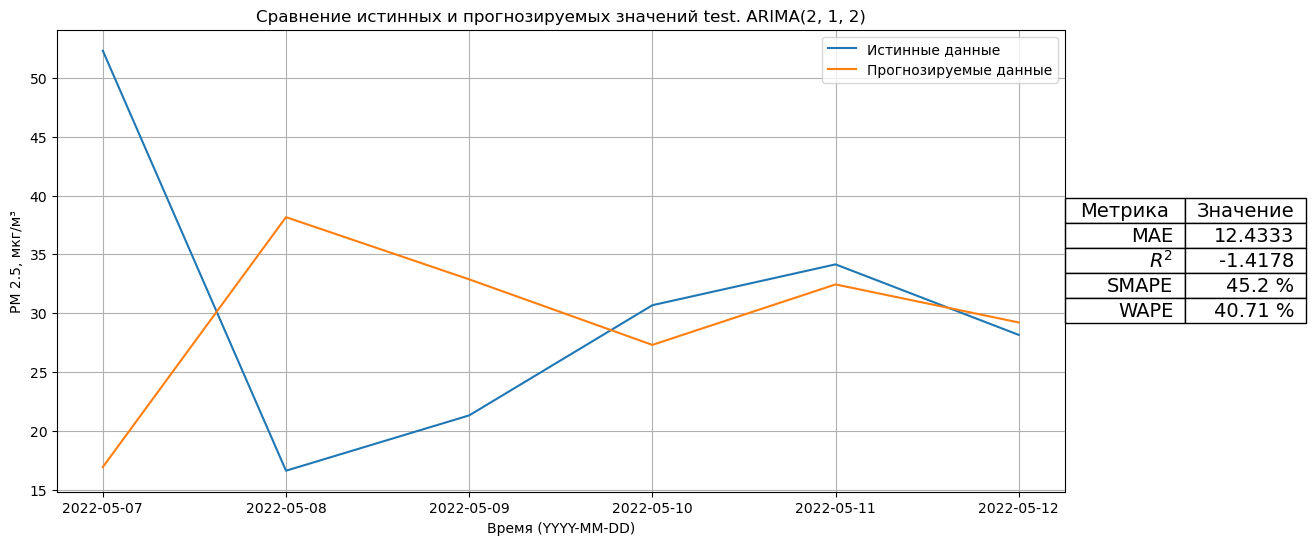 Сравнение истинных и прогнозируемых значений test. ARIMA(2, 1, 2)
Истинные данные
Прогнозируемые данные
50
45
40
35
30
25
20
15
PM 2.5, мкг/м³
2022-05-07 2022-05-08 2022-05-09 2022-05-10 2022-05-11 2022-05-12
Время (YYYY-MM-DD)
Метрика Значение
MAE 12.4333
R² -1.4178
SMAPE 45.2 %
WAPE 40.71 %